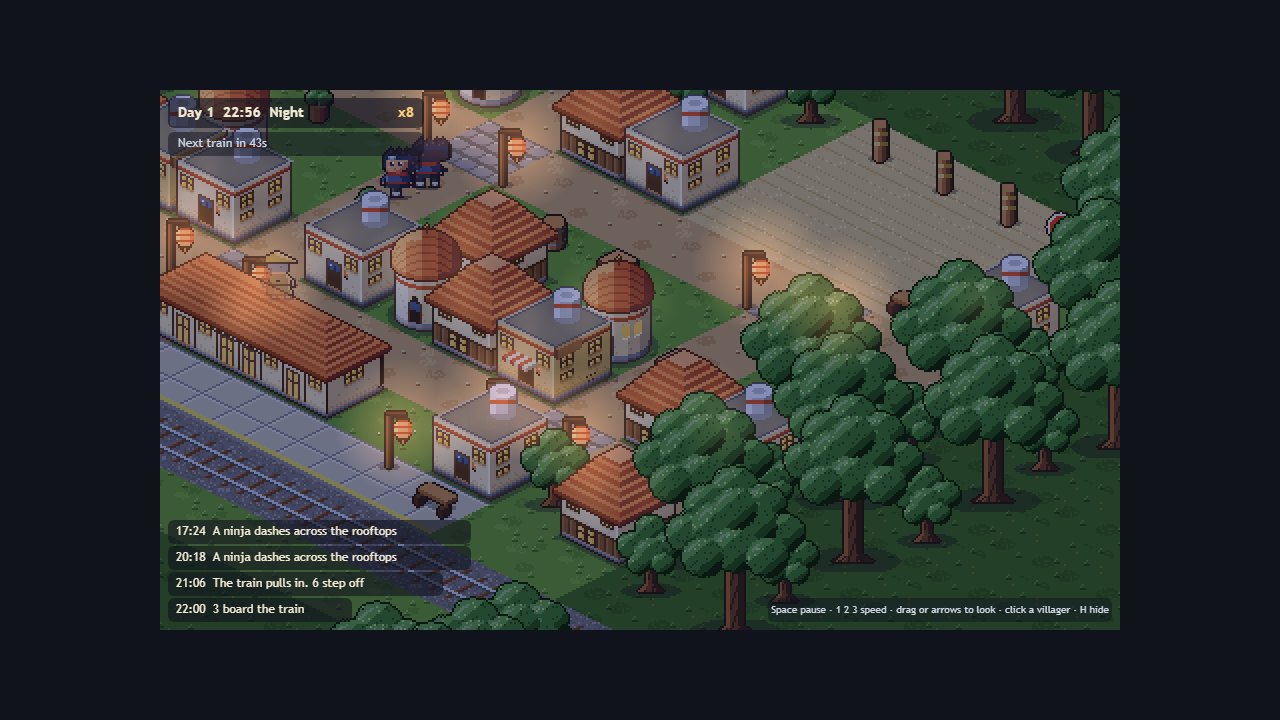 Day 1 22:56 Night x8
Next train in 43s
17:24 A ninja dashes across the rooftops
20:18 A ninja dashes across the rooftops
21:06 The train pulls in. 6 step off
22:00 3 board the train
Space pause · 1 2 3 speed · drag or arrows to look · click a villager · H hide